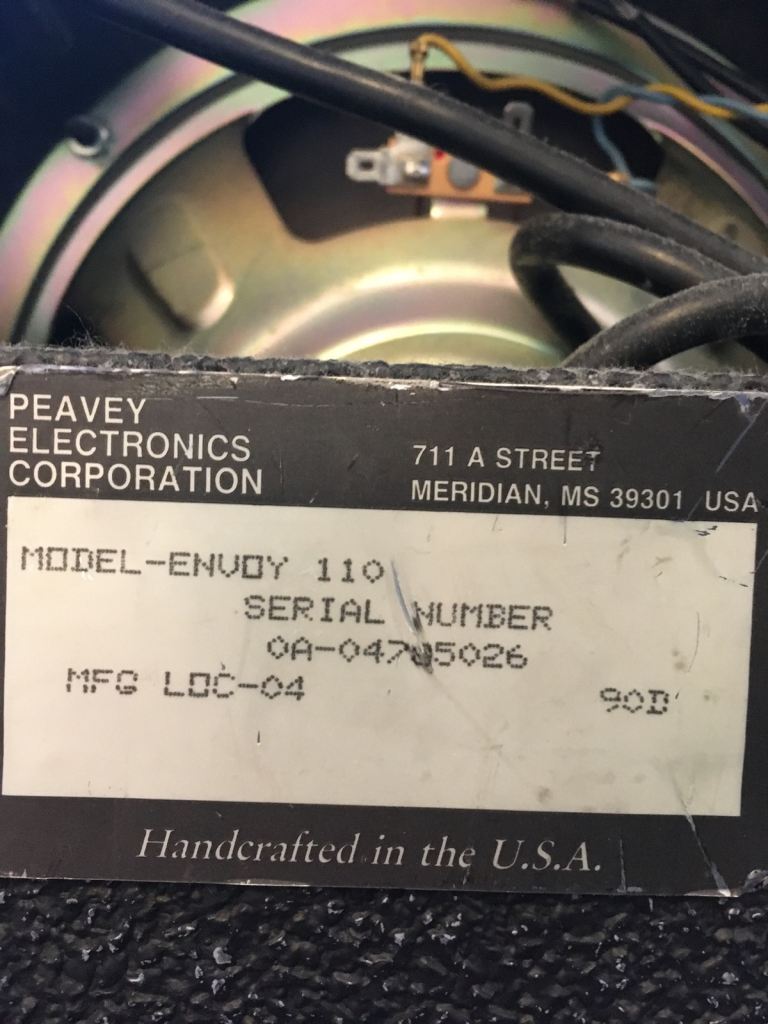 PEAVEY
ELECTRONICS
CORPORATION
711 A STREET
MERIDIAN, MS 39301 USA
MODEL-ENVOY 110
SERIAL NUMBER
MFG LOC-04
90D
Handcrafted in the U.S.A.